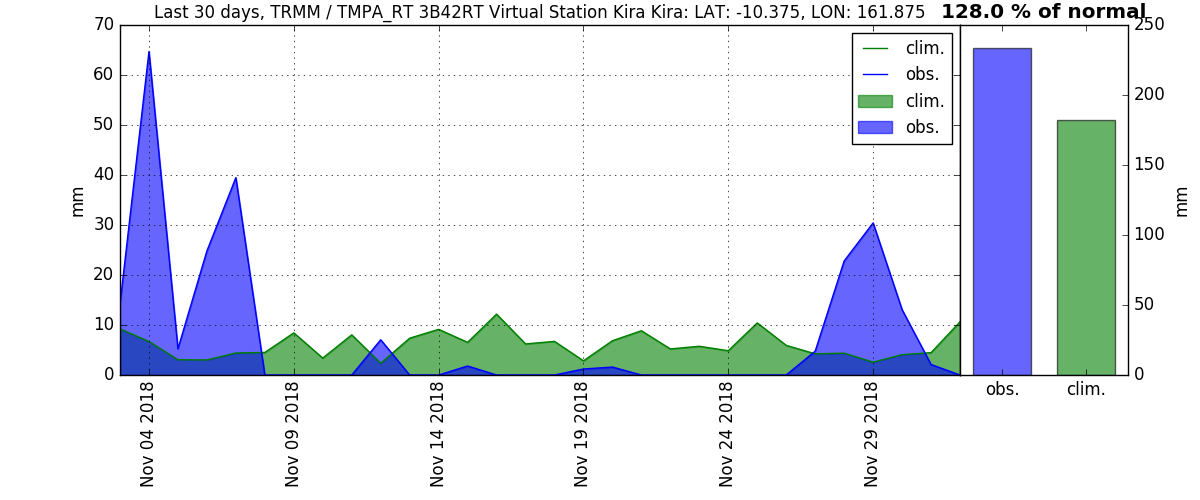 Last 30 days, TRMM / TMPA_RT 3B42RT Virtual Station Kira Kira: LAT: -10.375, LON: 161.875
128.0 % of normal
70
60
50
40
30
20
10
0
mm
clim.
obs.
clim.
obs.
Nov 04 2018
Nov 09 2018
Nov 14 2018
Nov 19 2018
Nov 24 2018
Nov 29 2018
250
200
150
100
50
0
mm
obs.
clim.